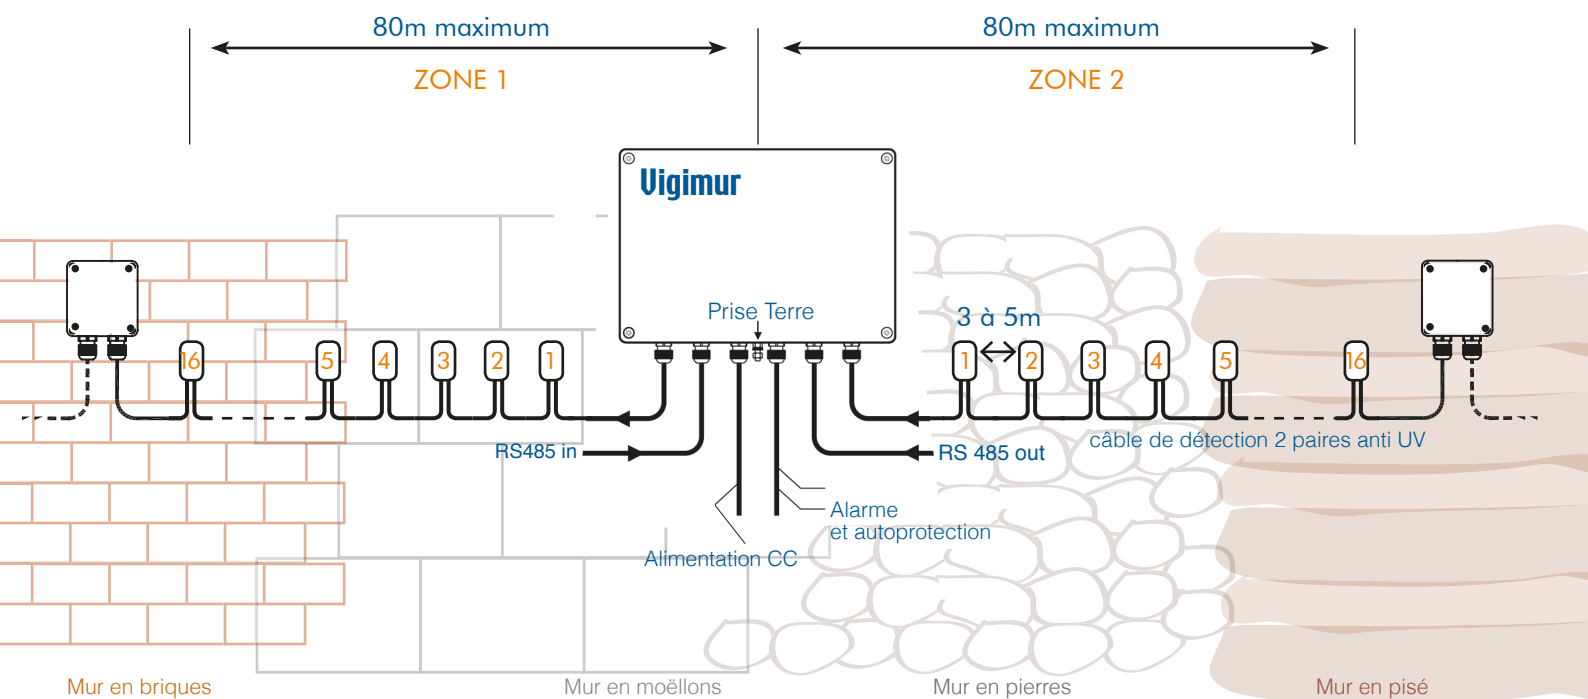 80m maximum
80m maximum
ZONE 1
ZONE 2
Vigimur
Prise Terre
3 à 5m
16
5
4
3
2
1
1
2
3
4
5
16
câble de détection 2 paires anti UV
RS485 in
RS 485 out
Alarme
et autoprotection
Alimentation CC
Mur en briques
Mur en moëllons
Mur en pierres
Mur en pisé